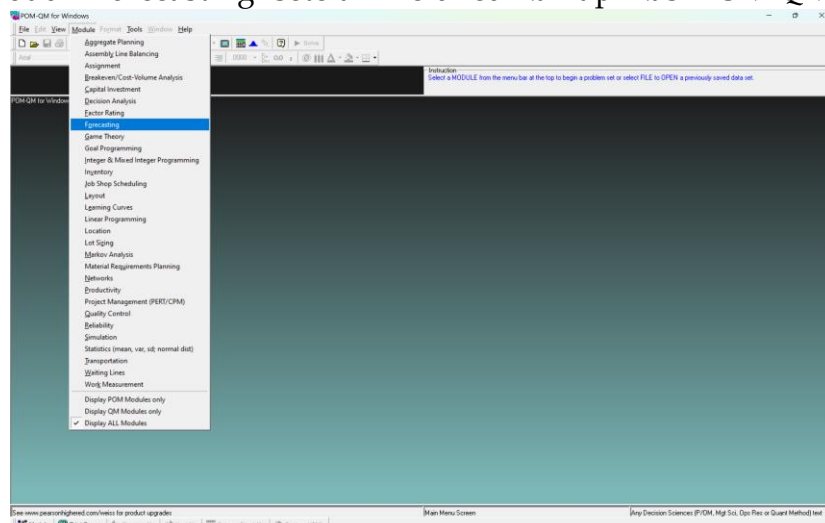 POM-QM for Windows
File Edit View Module Format Tools Window Help
Arial
0000
Instruction
Select a MODULE from the menu bar at the top to begin a problem set or select FILE to OPEN a previously saved data set.
POM-QM for Window
Aggregate Planning
Assembly Line Balancing
Assignment
Breakeven/Cost-Volume Analysis
Capital Investment
Decision Analysis
Factor Rating
Forecasting
Game Theory
Goal Programming
Integer & Mixed Integer Programming
Inventory
Job Shop Scheduling
Layout
Learning Curves
Linear Programming
Location
Lot Sizing
Markov Analysis
Material Requirements Planning
Networks
Productivity
Project Management (PERT/CPM)
Quality Control
Reliability
Simulation
Statistics (mean, var, sd; normal dist)
Transportation
Waiting Lines
Work Measurement
Display POM Modules only
Display QM Modules only
Display ALL Modules
See www.pearsonhighered.com/weiss for product upgrades
Main Menu Screen
Any Decision Sciences (P/OM, Mgt Sci, Ops Res or Quant Method) text